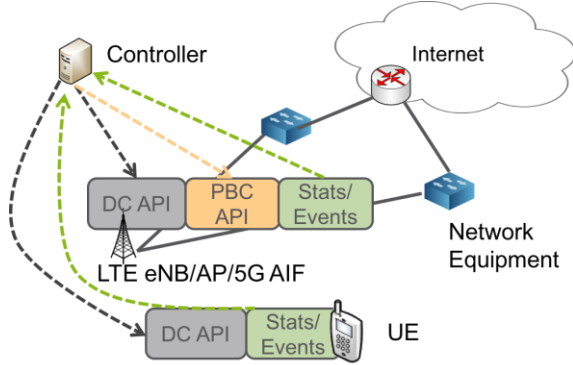 Controller
Internet
DC API
PBC
API
Stats/
Events
Network
Equipment
LTE eNB/AP/5G AIF
DC API
Stats/
Events
UE